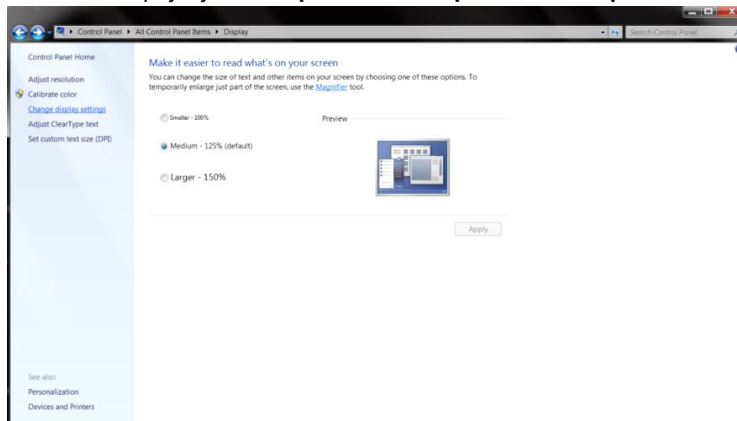 Control Panel ▸ All Control Panel Items ▸ Display
Search Control Panel
Control Panel Home
Adjust resolution
Calibrate color
Change display settings
Adjust ClearType text
Set custom text size (DPI)
See also
Personalization
Devices and Printers
Make it easier to read what's on your screen
You can change the size of text and other items on your screen by choosing one of these options. To
temporarily enlarge just part of the screen, use the Magnifier tool.
Smaller - 100%
Preview
Medium - 125% (default)
Larger - 150%
Apply